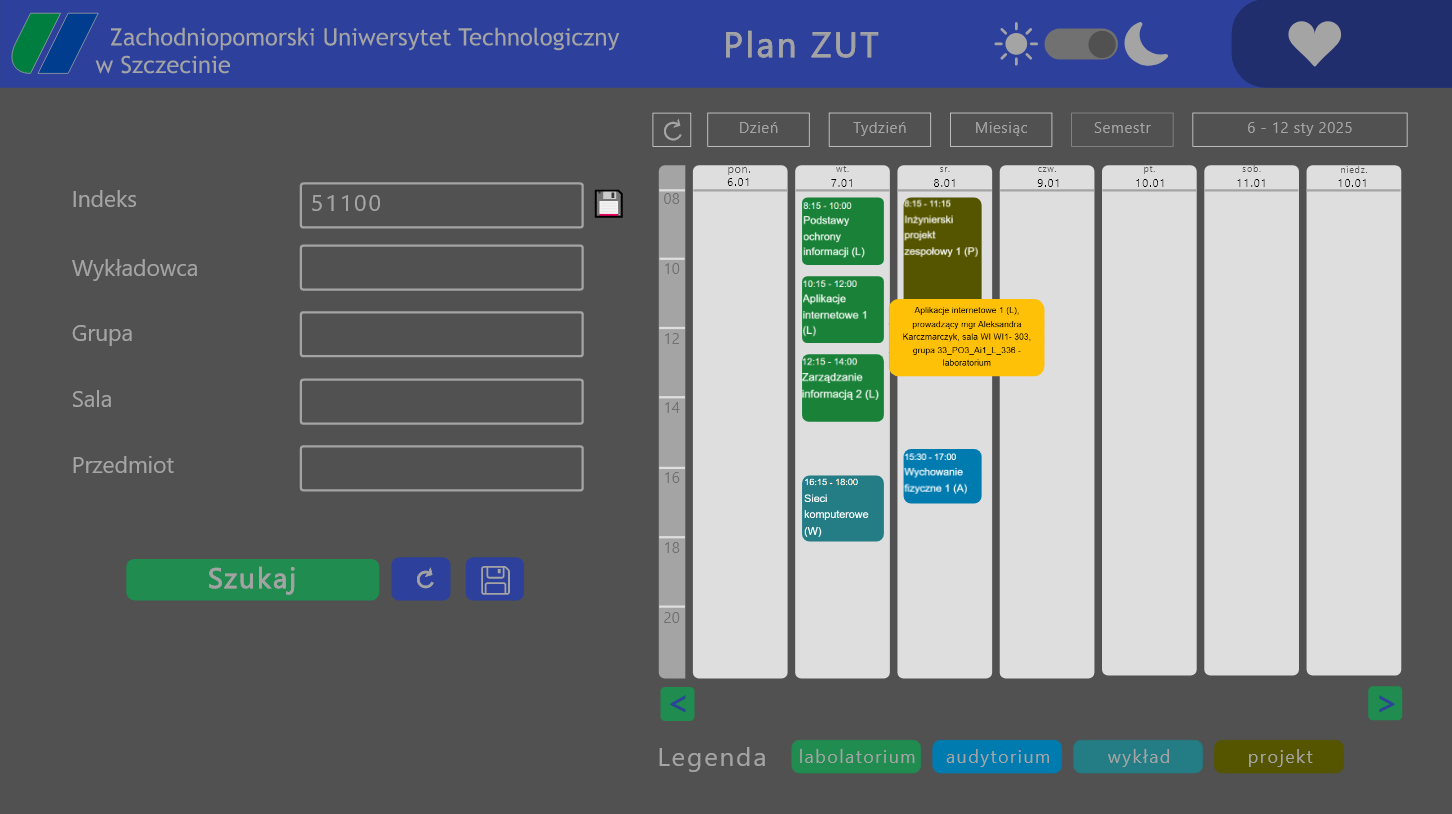 Zachodniopomorski Uniwersytet Technologiczny
w Szczecinie
Plan ZUT
Dzień
Tydzień
Miesiąc
Semestr
6 - 12 sty 2025
Indeks
51100
Wykładowca
Grupa
Sala
Przedmiot
Szukaj
pon.
6.01
wt.
7.01
śr.
8.01
czw.
9.01
pt.
10.01
sob.
11.01
niedz.
10.01
08
10
12
14
16
18
20
8:15 - 10:00
Podstawy
ochrony
informacji (L)
10:15 - 12:00
Aplikacje
internetowe 1
(L)
12:15 - 14:00
Zarządzanie
informacją 2 (L)
16:15 - 18:00
Sieci
komputerowe
(W)
8:15 - 11:15
Inżynierski
projekt
zespołowy 1 (P)
Aplikacje internetowe 1 (L),
prowadzący mgr Aleksandra
Karczmarczyk, sala WI WI1- 303,
grupa 33_PO3_Ai1_L_336 -
laboratorium
15:30 - 17:00
Wychowanie
fizyczne 1 (A)
<
>
Legenda
labolatorium
audytorium
wykład
projekt